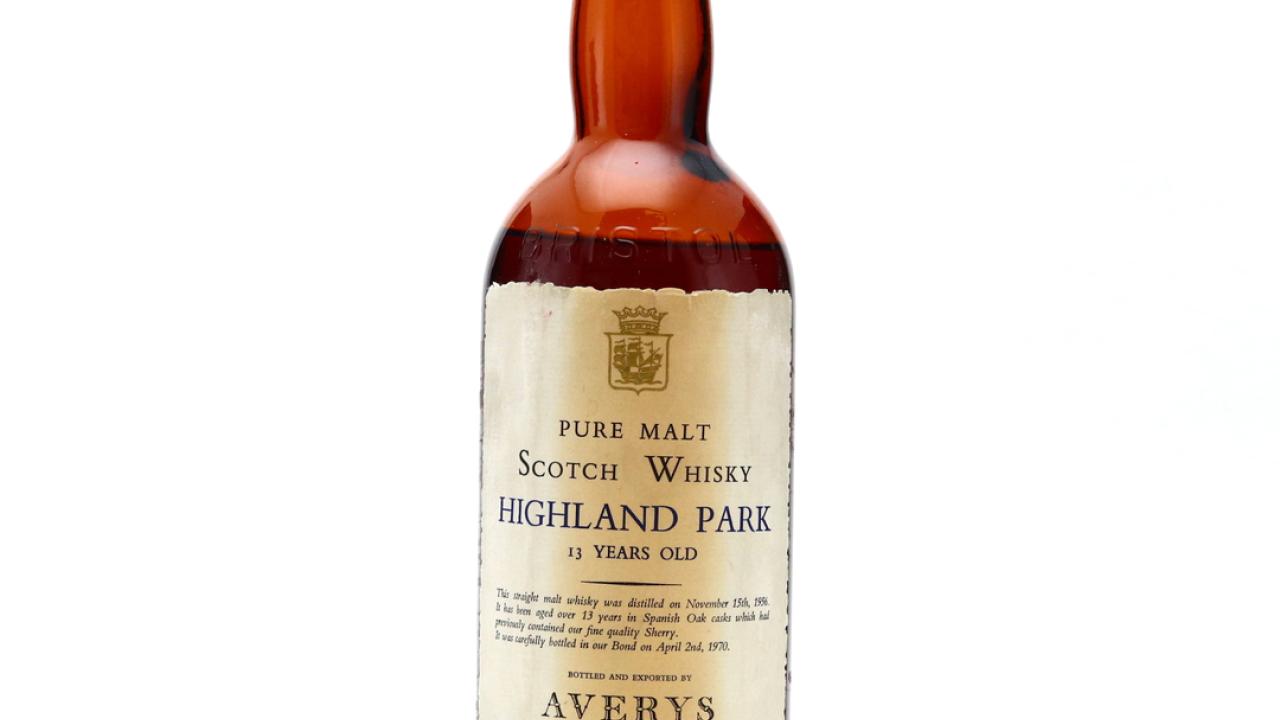 BRISTOL
PURE MALT
SCOTCH WHISKY
HIGHLAND PARK
13 YEARS OLD
This straight malt whisky was distilled on November 15th, 1956.
It has been aged over 13 years in Spanish Oak casks which had
previously contained our fine quality Sherry.
It was carefully bottled in our Bond on April 2nd, 1970.
BOTTLED AND EXPORTED BY
AVERYS